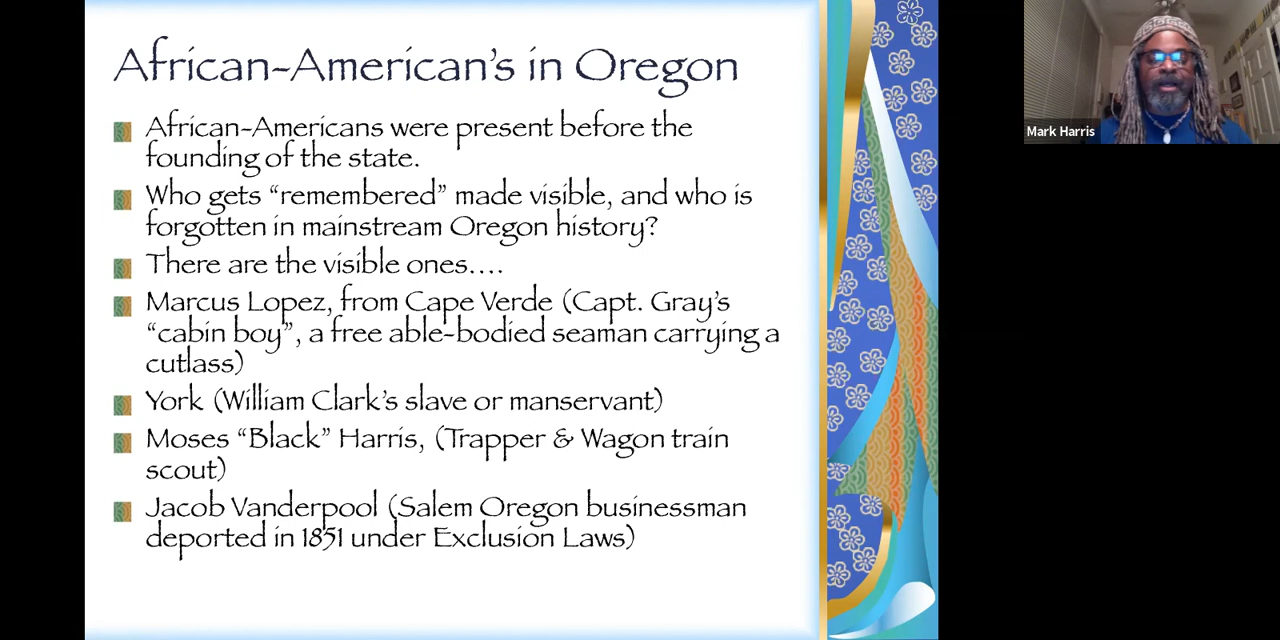 African-American's in Oregon
African-Americans were present before the
founding of the state.
Who gets “remembered” made visible, and who is
forgotten in mainstream Oregon history?
There are the visible ones….
Marcus Lopez, from Cape Verde (Capt. Gray's
“cabin boy”, a free able-bodied seaman carrying a
cutlass)
York (William Clark's slave or manservant)
Moses “Black” Harris, (Trapper & Wagon train
scout)
Jacob Vanderpool (Salem Oregon businessman
deported in 1851 under Exclusion Laws)
Mark Harris